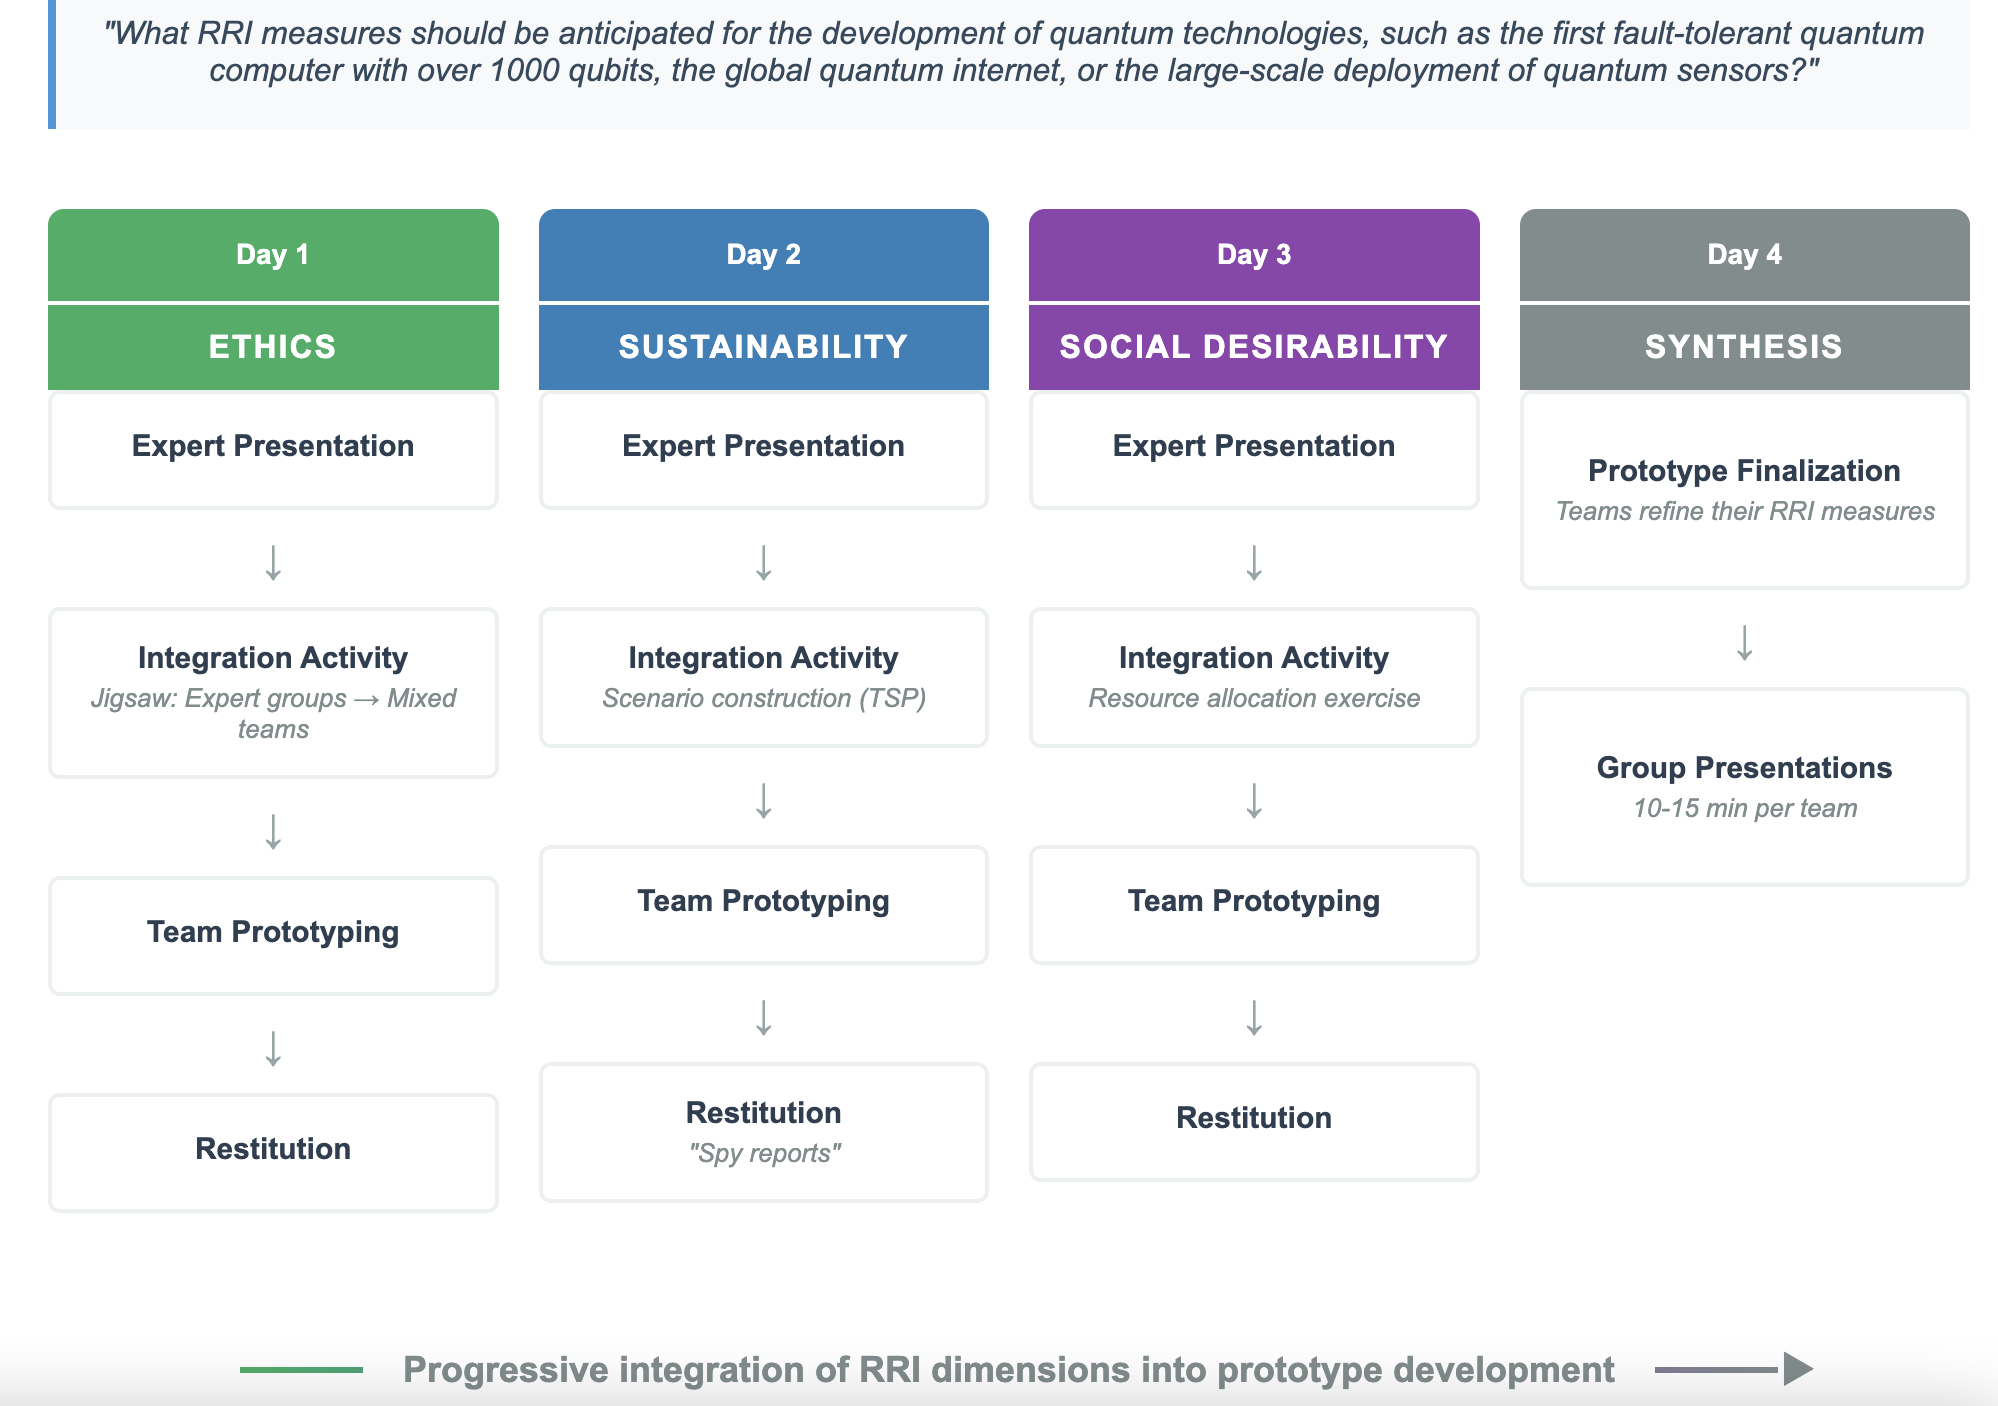 "What RRI measures should be anticipated for the development of quantum technologies, such as the first fault-tolerant quantum
computer with over 1000 qubits, the global quantum internet, or the large-scale deployment of quantum sensors?"
Day 1
ETHICS
Expert Presentation
↓
Integration Activity
Jigsaw: Expert groups → Mixed
teams
↓
Team Prototyping
↓
Restitution
Day 2
SUSTAINABILITY
Expert Presentation
↓
Integration Activity
Scenario construction (TSP)
↓
Team Prototyping
↓
Restitution
"Spy reports"
Day 3
SOCIAL DESIRABILITY
Expert Presentation
↓
Integration Activity
Resource allocation exercise
↓
Team Prototyping
↓
Restitution
Day 4
SYNTHESIS
Prototype Finalization
Teams refine their RRI measures
↓
Group Presentations
10-15 min per team
Progressive integration of RRI dimensions into prototype development